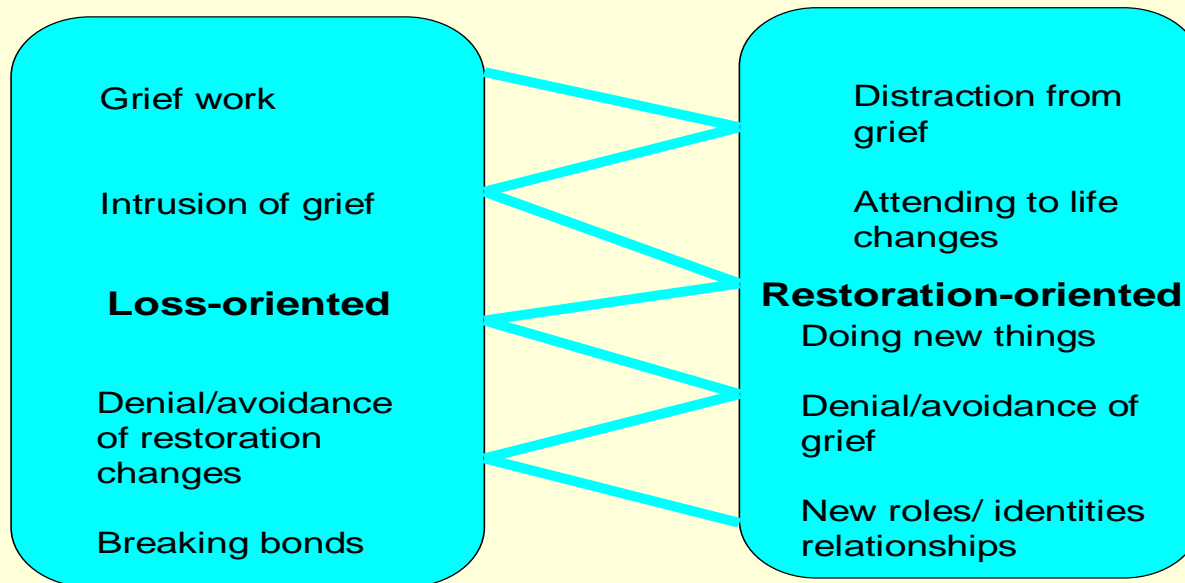 Grief work
Intrusion of grief
Loss-oriented
Denial/avoidance
of restoration
changes
Breaking bonds
Distraction from
grief
Attending to life
changes
Restoration-oriented
Doing new things
Denial/avoidance of
grief
New roles/ identities
relationships